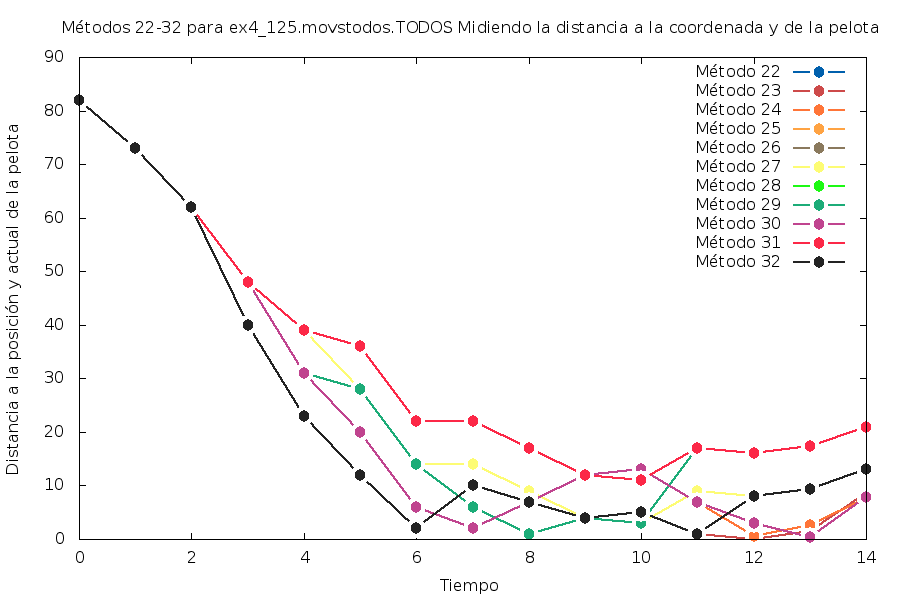 Métodos 22-32 para ex4_125.movstodos.TODOS Midiendo la distancia a la coordenada y de la pelota
Distancia a la posición y actual de la pelota
90
80
70
60
50
40
30
20
10
0
Método 22
Método 23
Método 24
Método 25
Método 26
Método 27
Método 28
Método 29
Método 30
Método 31
Método 32
0 2 4 6 8 10 12 14
Tiempo